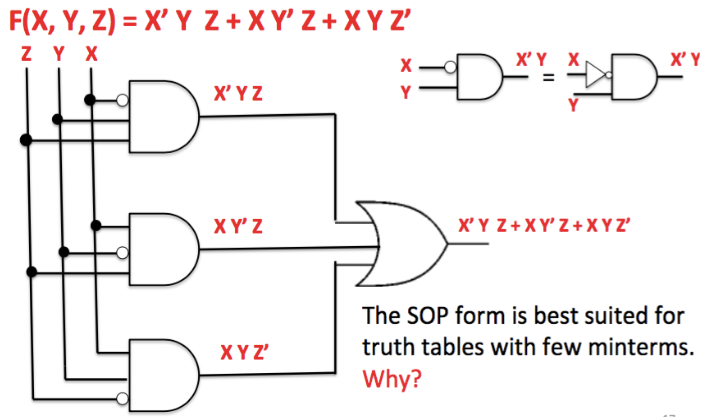 F(X, Y, Z) = X’ Y Z + X Y’ Z + X Y Z’
Z Y X
X X’ Y X X’ Y
Y = Y
X’ Y Z
X Y’ Z
X’ Y Z + X Y’ Z + X Y Z’
X Y Z’
The SOP form is best suited for
truth tables with few minterms.
Why?